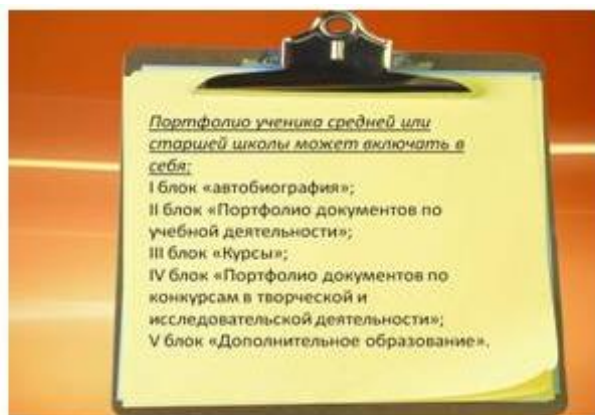 Портфолио ученика средней или
старшей школы может включать в
себя:
I блок «автобиография»;
II блок «Портфолио документов по
учебной деятельности»;
III блок «Курсы»;
IV блок «Портфолио документов по
конкурсам в творческой и
исследовательской деятельности»;
V блок «Дополнительное образование».